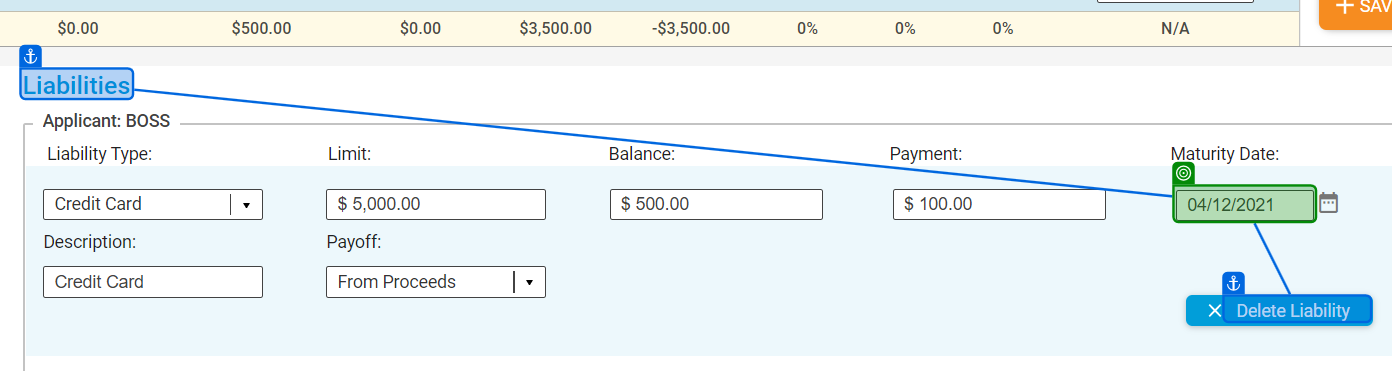 + SAV
$0.00 $500.00 $0.00 $3,500.00 -$3,500.00 0% 0% 0% N/A
Liabilities
Applicant: BOSS
Liability Type: Limit: Balance: Payment: Maturity Date:
Credit Card $ 5,000.00 $ 500.00 $ 100.00 04/12/2021
Description: Payoff:
Credit Card From Proceeds
Delete Liability